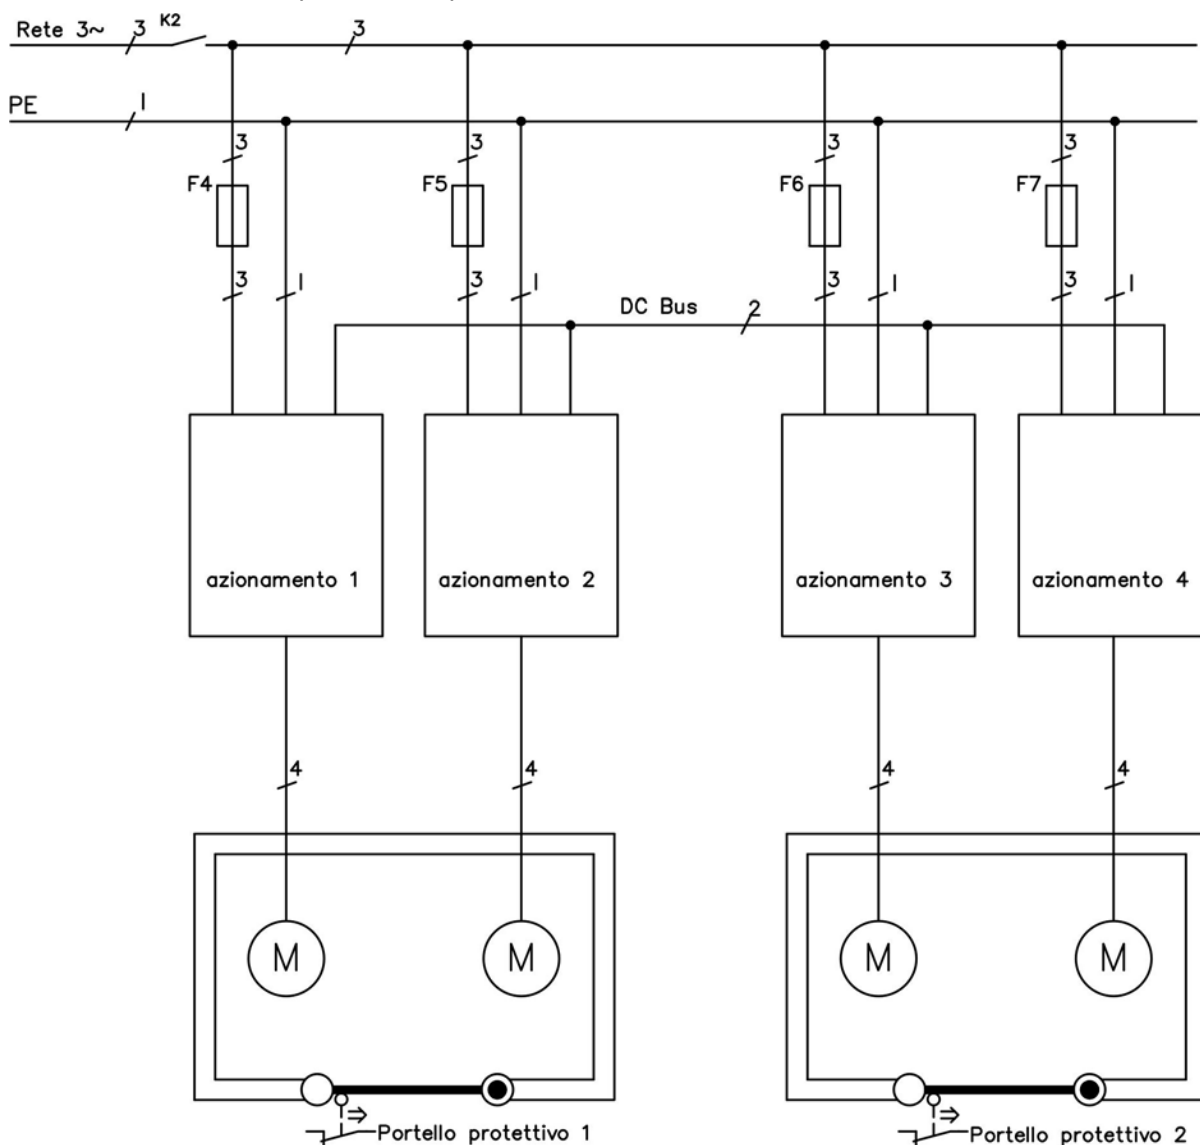 Rete 3~ 3 K2 3
PE 1
3 3 3 3
F4 F5 F6 F7
3 1 3 1 3 1 3 1
DC Bus 2
azionamento 1 azionamento 2 azionamento 3 azionamento 4
4 4 4 4
M M M M
Portello protettivo 1 Portello protettivo 2